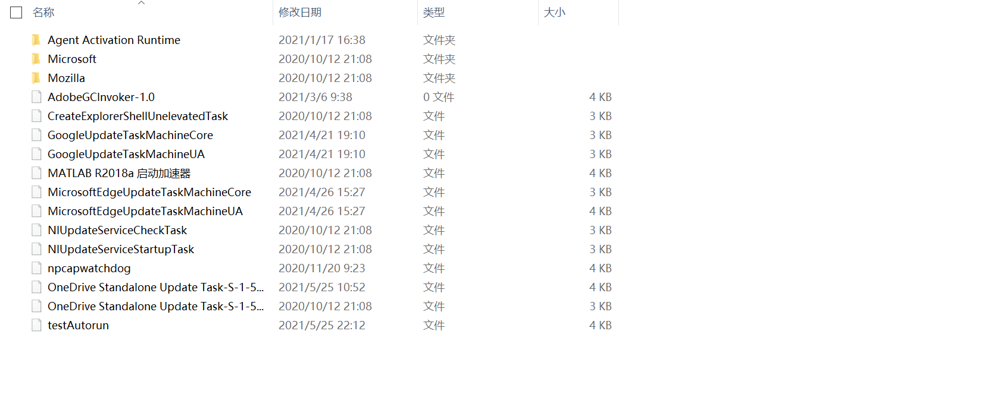 名称 修改日期 类型 大小
Agent Activation Runtime 2021/1/17 16:38 文件夹
Microsoft 2020/10/12 21:08 文件夹
Mozilla 2020/10/12 21:08 文件夹
AdobeGCInvoker-1.0 2021/3/6 9:38 0 文件 4 KB
CreateExplorerShellUnelevatedTask 2020/10/12 21:08 文件 3 KB
GoogleUpdateTaskMachineCore 2021/4/21 19:10 文件 3 KB
GoogleUpdateTaskMachineUA 2021/4/21 19:10 文件 3 KB
MATLAB R2018a 启动加速器 2020/10/12 21:08 文件 4 KB
MicrosoftEdgeUpdateTaskMachineCore 2021/4/26 15:27 文件 3 KB
MicrosoftEdgeUpdateTaskMachineUA 2021/4/26 15:27 文件 4 KB
NIUpdateServiceCheckTask 2020/10/12 21:08 文件 3 KB
NIUpdateServiceStartupTask 2020/10/12 21:08 文件 3 KB
npcapwatchdog 2020/11/20 9:23 文件 4 KB
OneDrive Standalone Update Task-S-1-5... 2021/5/25 10:52 文件 4 KB
OneDrive Standalone Update Task-S-1-5... 2020/10/12 21:08 文件 3 KB
testAutorun 2021/5/25 22:12 文件 4 KB